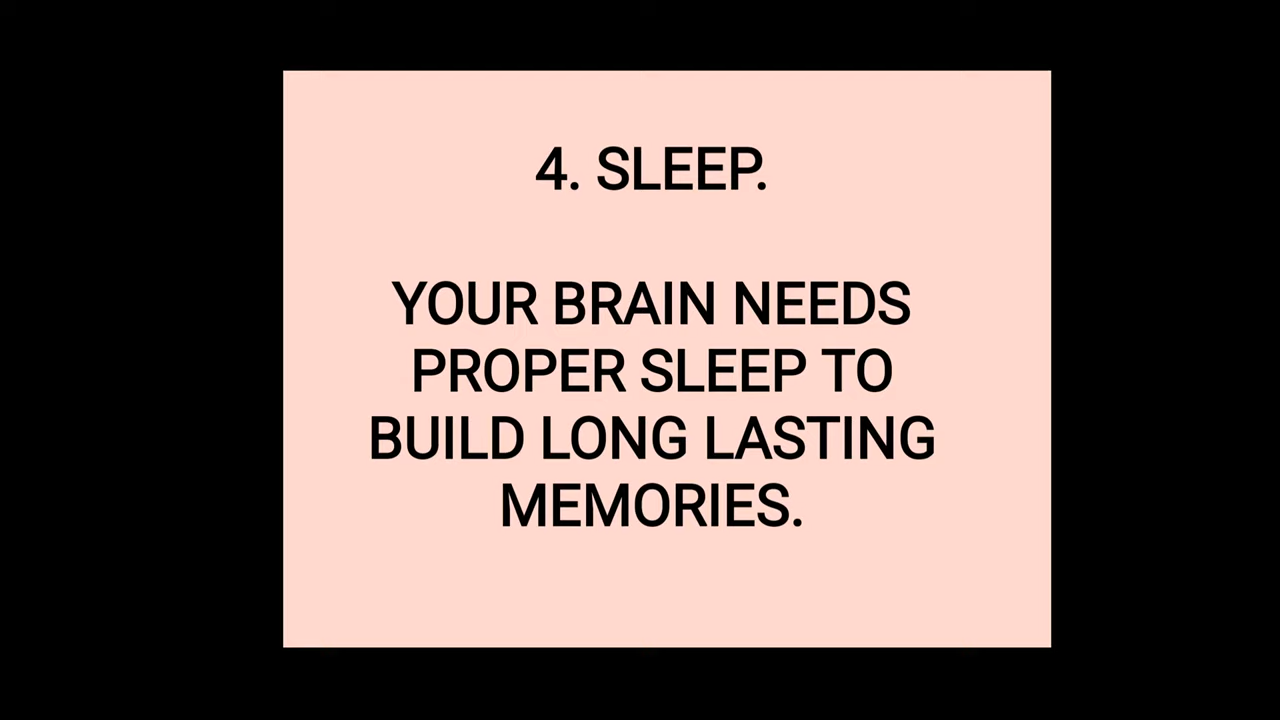 4. SLEEP.
YOUR BRAIN NEEDS
PROPER SLEEP TO
BUILD LONG LASTING
MEMORIES.